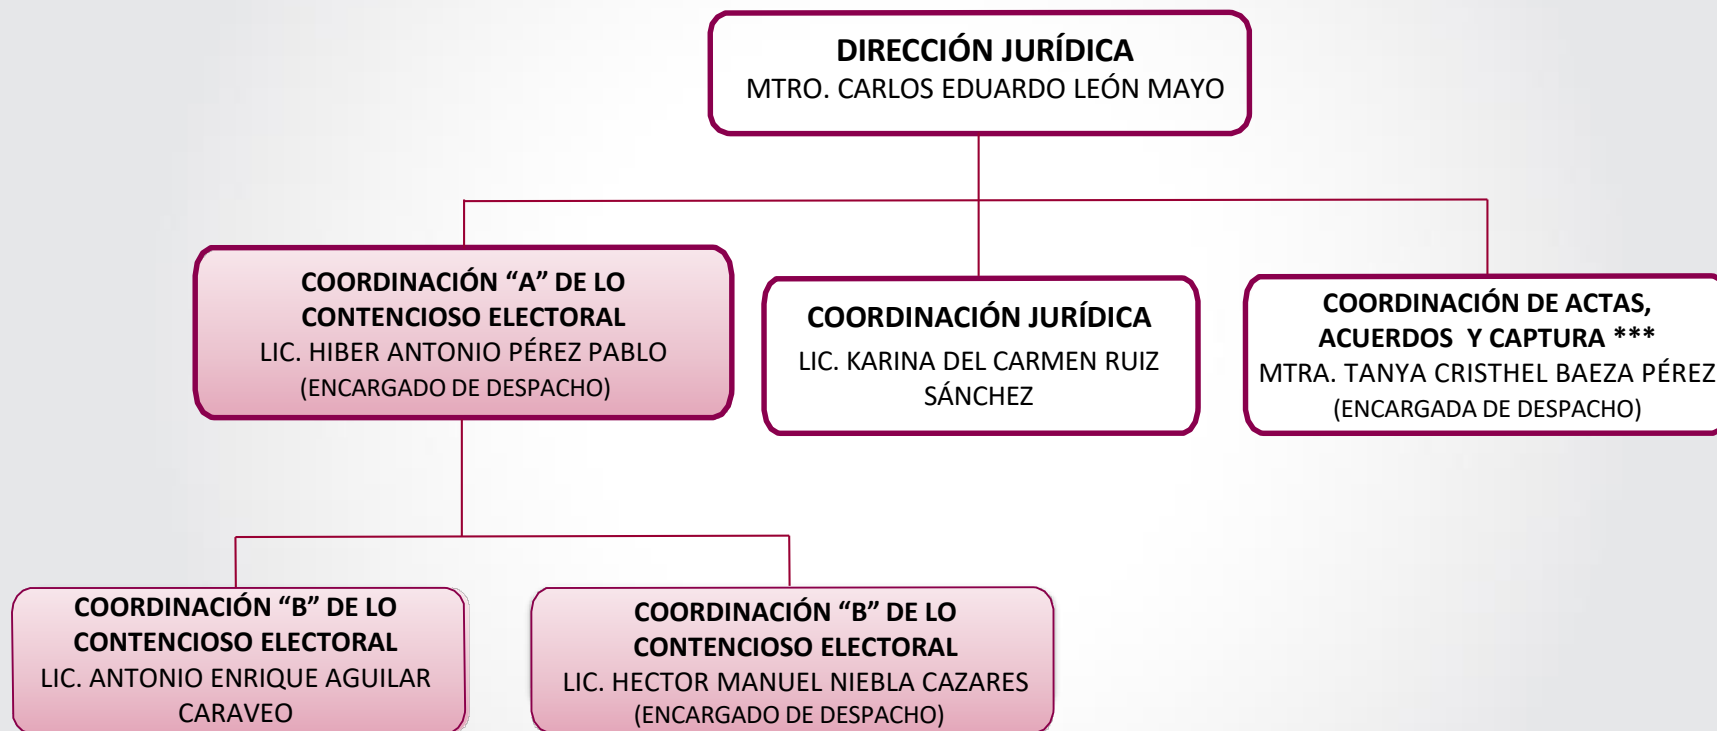 DIRECCIÓN JURÍDICA
MTRO. CARLOS EDUARDO LEÓN MAYO
COORDINACIÓN “A” DE LO
CONTENCIOSO ELECTORAL
LIC. HIBER ANTONIO PÉREZ PABLO
(ENCARGADO DE DESPACHO)
COORDINACIÓN JURÍDICA
LIC. KARINA DEL CARMEN RUIZ
SÁNCHEZ
COORDINACIÓN DE ACTAS,
ACUERDOS Y CAPTURA ***
MTRA. TANYA CRISTHEL BAEZA PÉREZ
(ENCARGADA DE DESPACHO)
COORDINACIÓN “B” DE LO
CONTENCIOSO ELECTORAL
LIC. ANTONIO ENRIQUE AGUILAR
CARAVEO
COORDINACIÓN “B” DE LO
CONTENCIOSO ELECTORAL
LIC. HECTOR MANUEL NIEBLA CAZARES
(ENCARGADO DE DESPACHO)